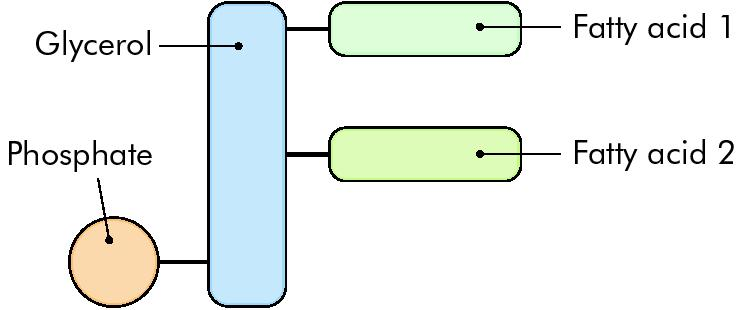 Glycerol
Fatty acid 1
Phosphate
Fatty acid 2